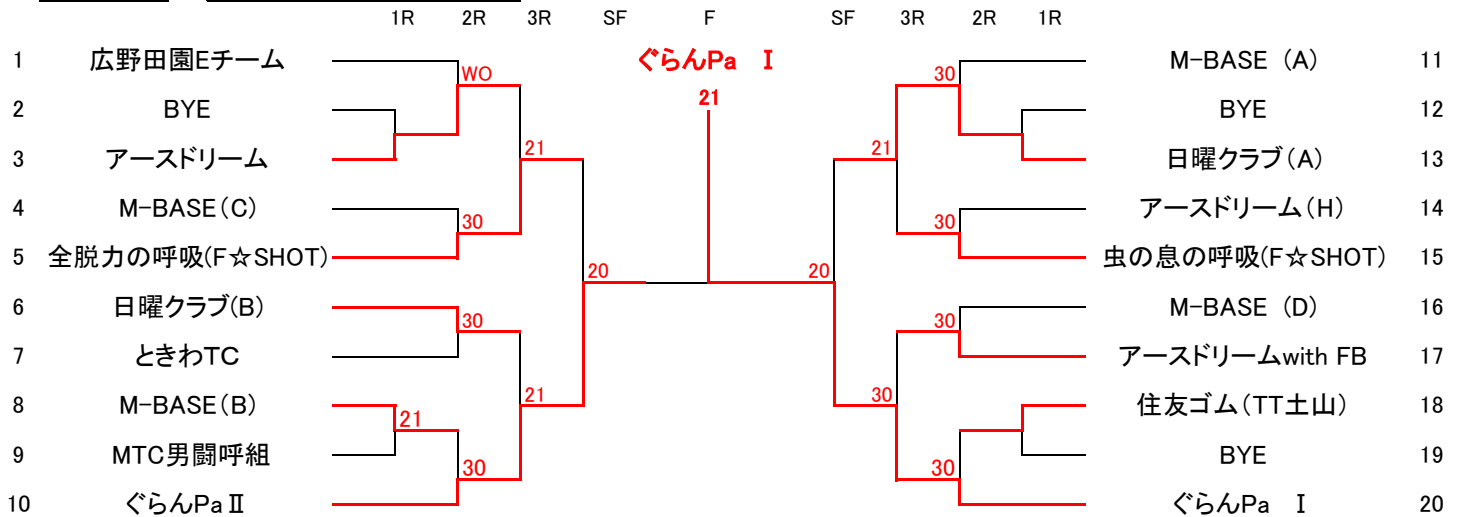 1R 2R 3R SF F SF 3R 2R 1R
1 広野田園Eチーム ぐらんPa Ⅰ M-BASE (A) 11
WO 30
2 BYE 21 BYE 12
3 アースドリーム 21 21 日曜クラブ(A) 13
4 M-BASE(C) アースドリーム(H) 14
30 30
5 全脱力の呼吸(F☆SHOT) 虫の息の呼吸(F☆SHOT) 15
20 20
6 日曜クラブ(B) M-BASE (D) 16
30 30
7 ときわTC アースドリームwith FB 17
21 30
8 M-BASE(B) 住友ゴム(TT土山) 18
21
9 MTC男闘呼組 BYE 19
30 30
10 ぐらんPaⅡ ぐらんPa Ⅰ 20